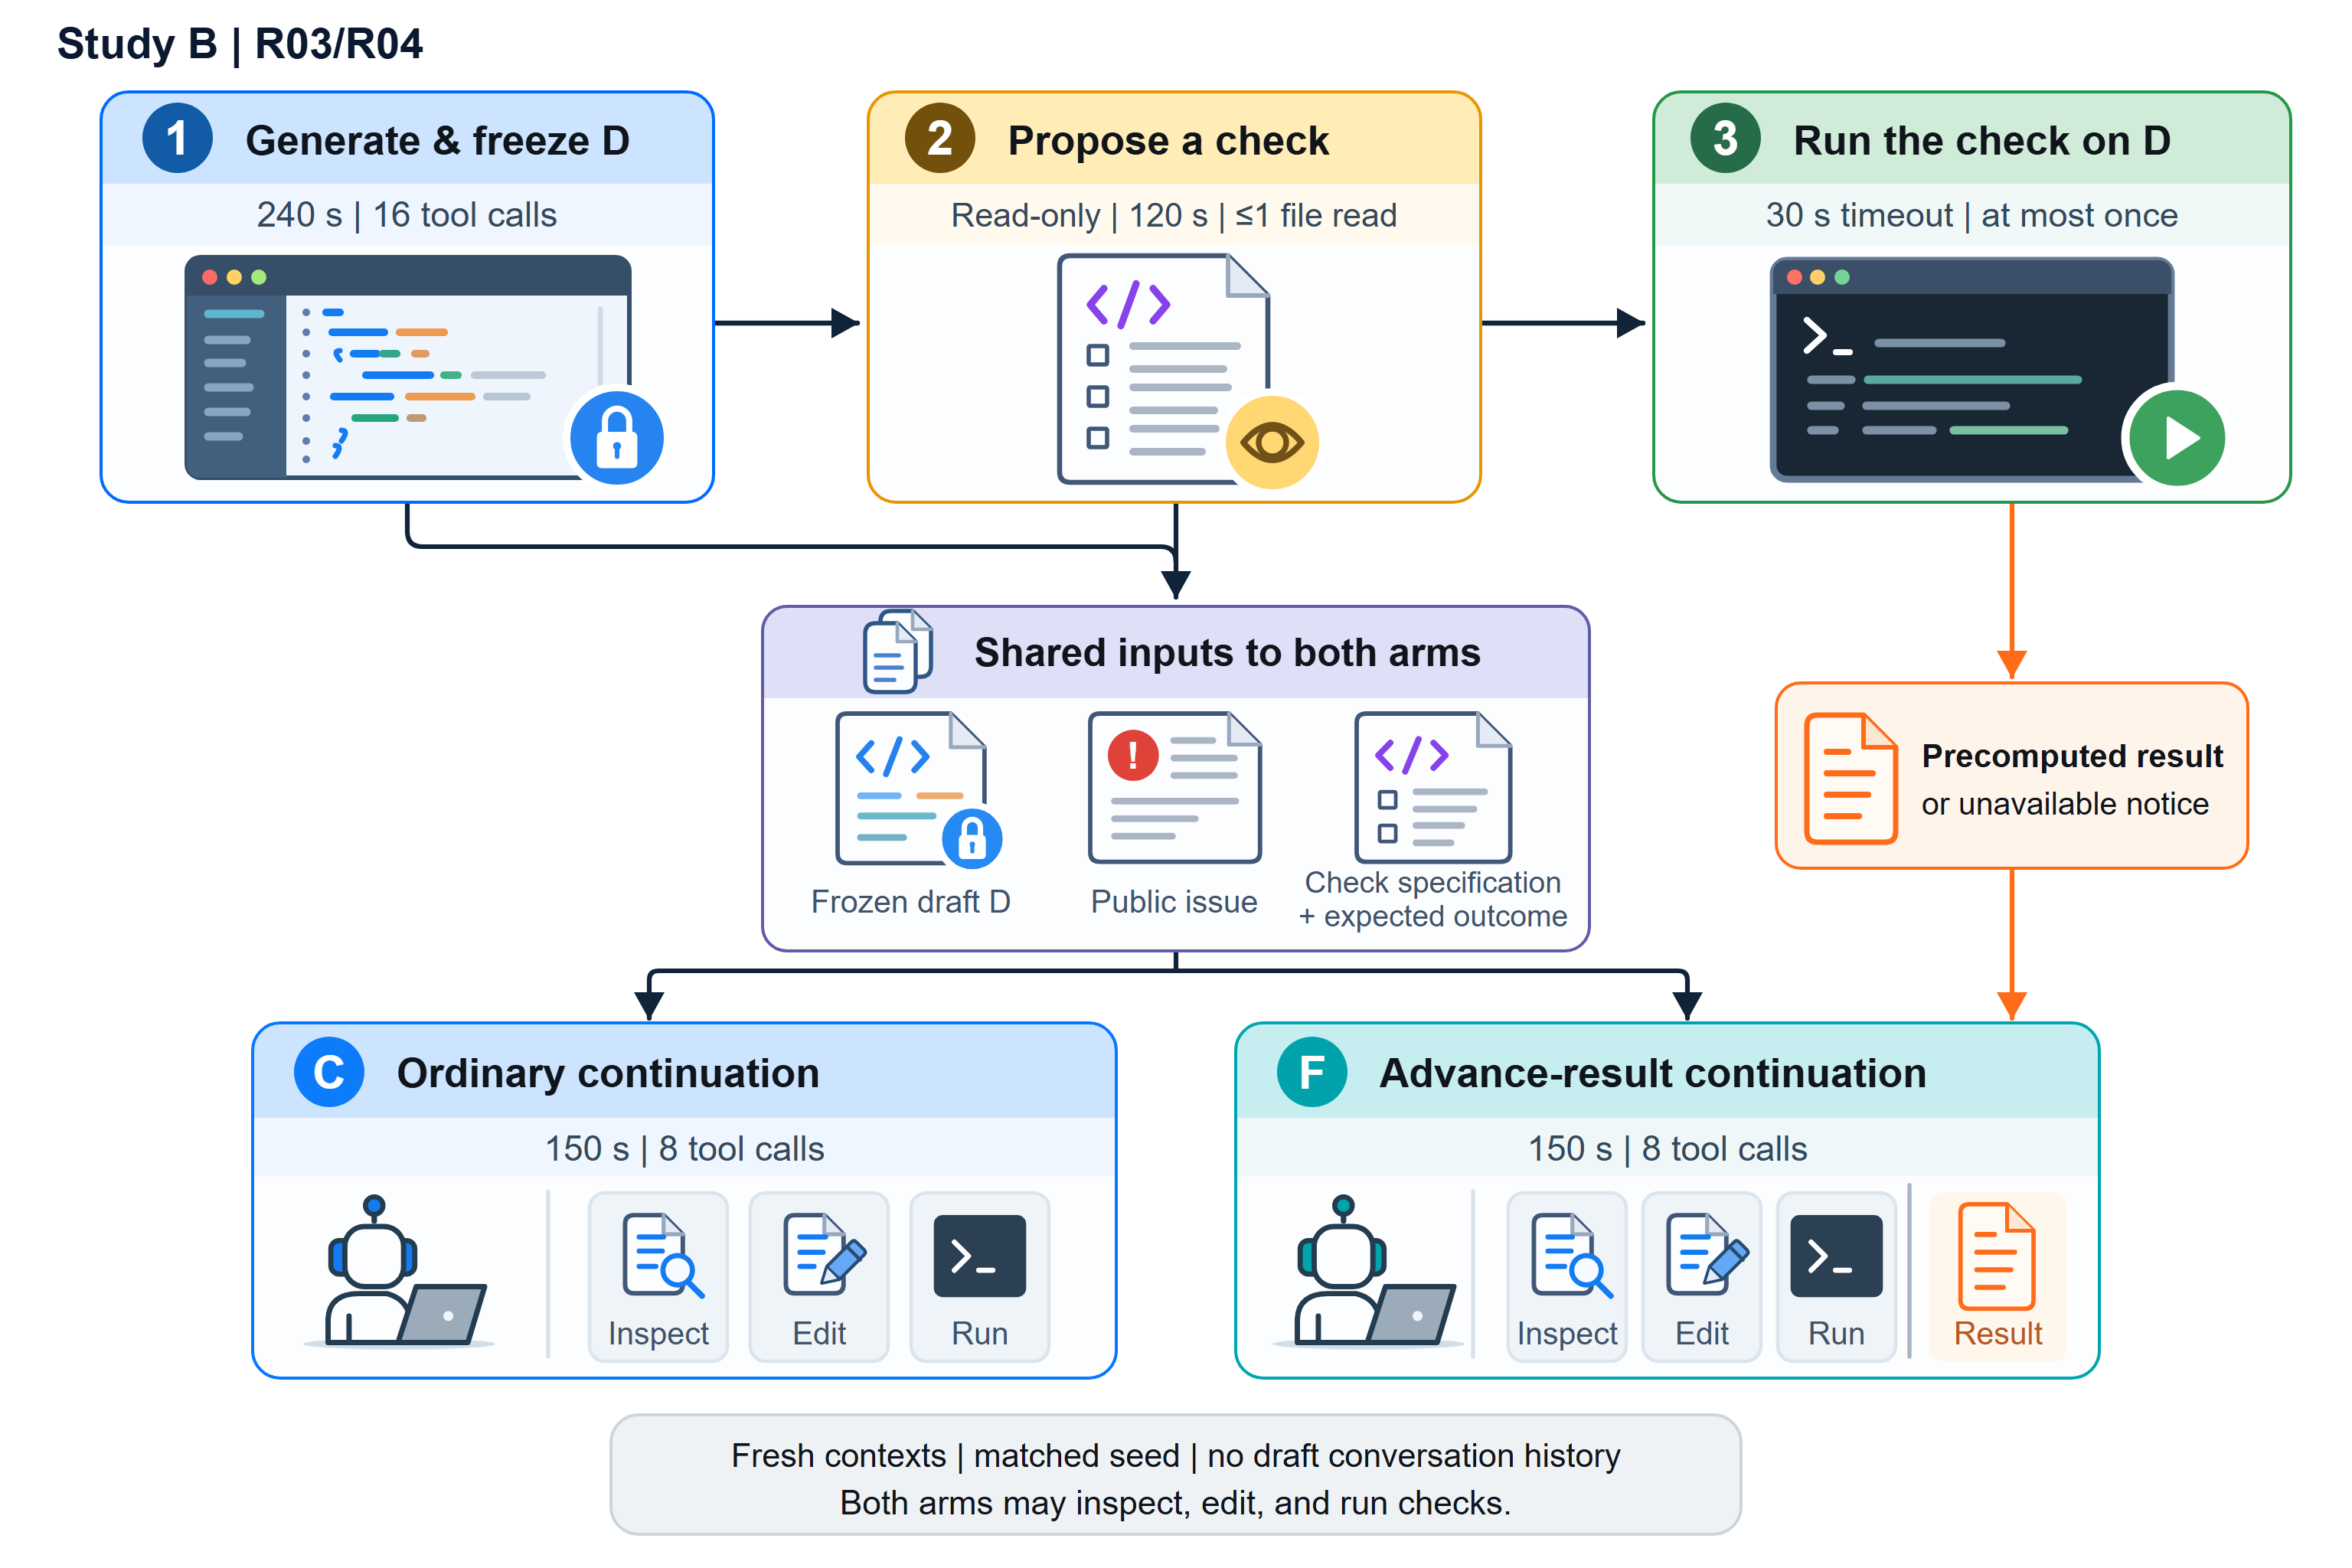 Study B | R03/R04
1 Generate & freeze D
240 s | 16 tool calls
2 Propose a check
Read-only | 120 s | ≤1 file read
3 Run the check on D
30 s timeout | at most once
Shared inputs to both arms
Frozen draft D
Public issue
Check specification
+ expected outcome
Precomputed result
or unavailable notice
C Ordinary continuation
150 s | 8 tool calls
Inspect
Edit
Run
F Advance-result continuation
150 s | 8 tool calls
Inspect
Edit
Run
Result
Fresh contexts | matched seed | no draft conversation history
Both arms may inspect, edit, and run checks.